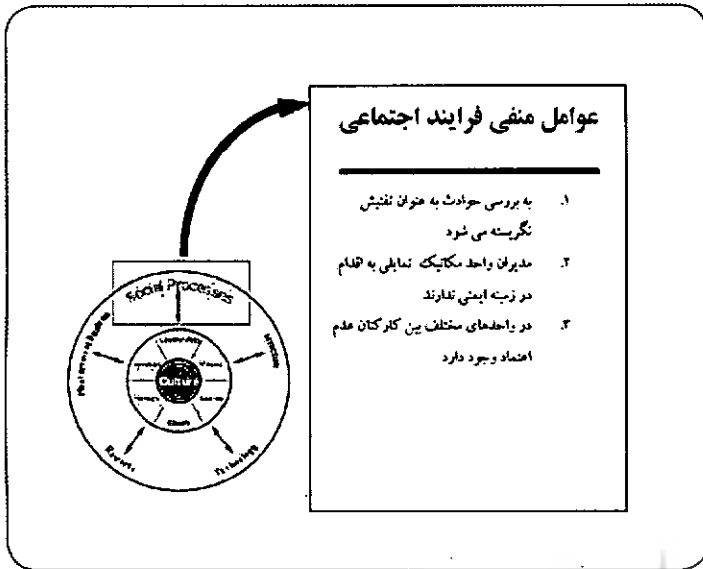 عوامل منفی فرایند اجتماعی
۱. به بررسی حوادث به عنوان تفتیش
نگریسته می شود
۲. مدیران واحد مکانیک تمایلی به اقدام
در زمینه ایمنی ندارند
۳. در واحدهای مختلف بین کارکنان عدم
اعتماد وجود دارد
Social Processes
Structure
Technology
Rewards
Culture